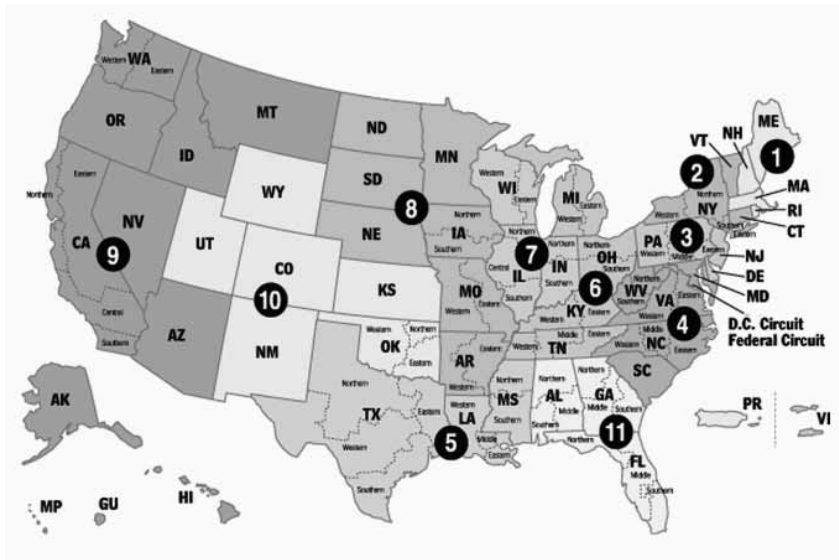 WA
Western
Eastern
OR
ID
MT
ND
SD
NE
MN
WY
NV
UT
CO
KS
CA
Northern
Eastern
Central
Southern
9
10
8
AZ
NM
OK
Western
Northern
Eastern
TX
Northern
Eastern
Western
Southern
IA
Northern
Southern
MO
Western
Eastern
AR
Western
Eastern
LA
Western
Middle
Eastern
5
WI
Western
Eastern
MI
Western
Eastern
IL
Northern
Central
Southern
7
IN
Northern
Southern
OH
Northern
Southern
6
KY
Western
Eastern
TN
Western
Middle
Eastern
MS
Northern
Southern
AL
Northern
Middle
Southern
GA
Northern
Middle
Southern
11
FL
Northern
Middle
Southern
SC
NC
Western
Middle
Eastern
4
VA
Western
Eastern
WV
Northern
Southern
PA
Western
Middle
Eastern
3
NY
Western
Northern
Southern
Eastern
2
VT
NH
ME
1
MA
RI
CT
NJ
DE
MD
D.C. Circuit
Federal Circuit
AK
HI
MP
GU
PR
VI